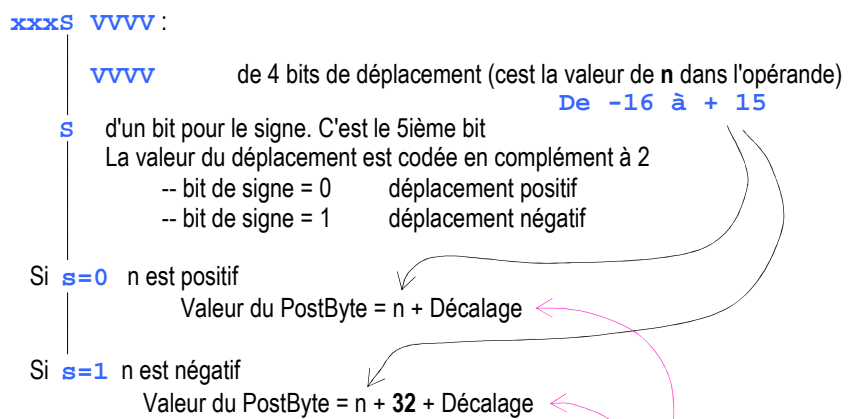 xxxS VVVV :
VVVV de 4 bits de déplacement (cest la valeur de n dans l'opérande)
De -16 à + 15
S d'un bit pour le signe. C'est le 5ième bit
La valeur du déplacement est codée en complément à 2
-- bit de signe = 0 déplacement positif
-- bit de signe = 1 déplacement négatif
Si s=0 n est positif
Valeur du PostByte = n + Décalage
Si s=1 n est négatif
Valeur du PostByte = n + 32 + Décalage